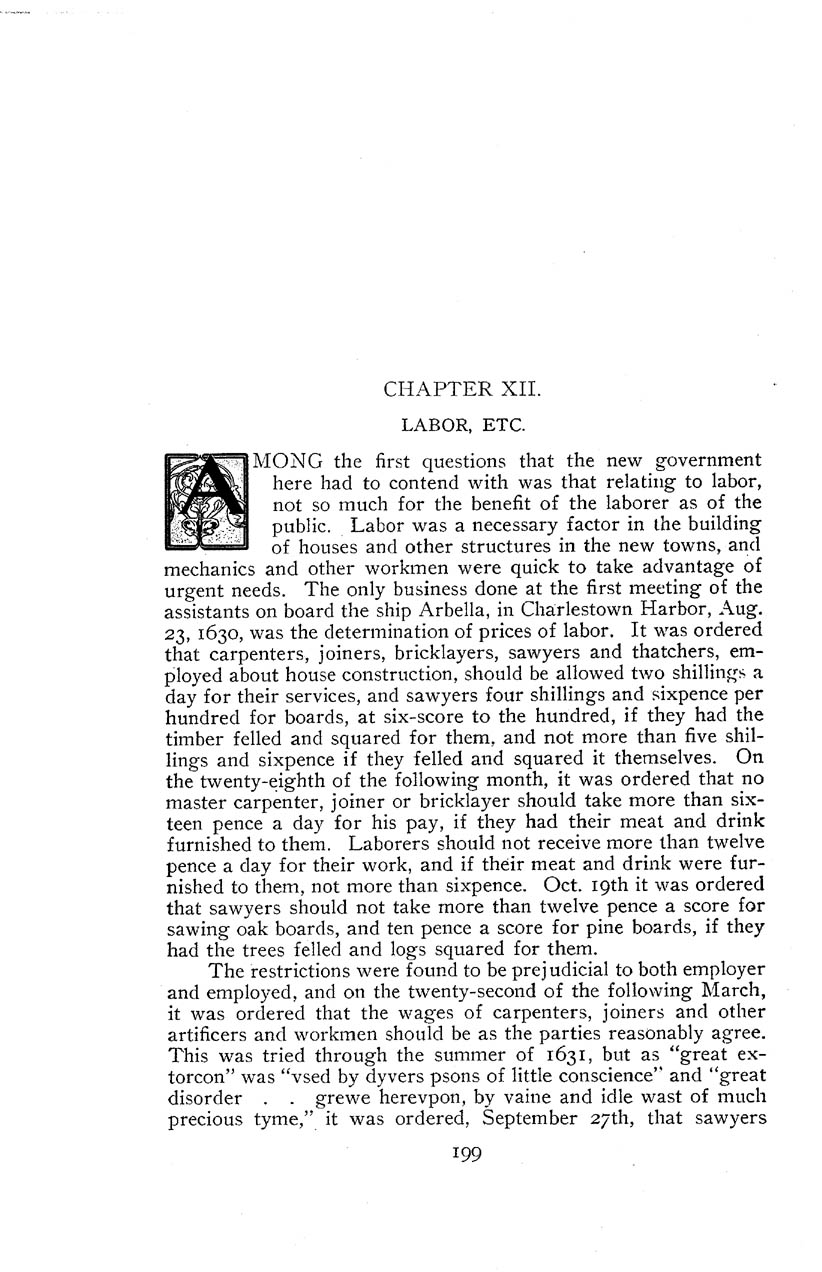 CHAPTER XII.
LABOR, ETC.
AMONG the first questions that the new government
here had to contend with was that relating to labor,
not so much for the benefit of the laborer as of the
public. Labor was a necessary factor in the building
of houses and other structures in the new towns, and
mechanics and other workmen were quick to take advantage of
urgent needs. The only business done at the first meeting of the
assistants on board the ship Arbella, in Charlestown Harbor, Aug.
23, 1630, was the determination of prices of labor. It was ordered
that carpenters, joiners, bricklayers, sawyers and thatchers, em-
ployed about house construction, should be allowed two shillings a
day for their services, and sawyers four shillings and sixpence per
hundred for boards, at six-score to the hundred, if they had the
timber felled and squared for them, and not more than five shil-
lings and sixpence if they felled and squared it themselves. On
the twenty-eighth of the following month, it was ordered that no
master carpenter, joiner or bricklayer should take more than six-
teen pence a day for his pay, if they had their meat and drink
furnished to them. Laborers should not receive more than twelve
pence a day for their work, and if their meat and drink were fur-
nished to them, not more than sixpence. Oct. 19th it was ordered
that sawyers should not take more than twelve pence a score for
sawing oak boards, and ten pence a score for pine boards, if they
had the trees felled and logs squared for them.
The restrictions were found to be prejudicial to both employer
and employed, and on the twenty-second of the following March,
it was ordered that the wages of carpenters, joiners and other
artificers and workmen should be as the parties reasonably agree.
This was tried through the summer of 1631, but as "great ex-
torcon" was "vsed by dyvers psons of little conscience" and "great
disorder . . grewe herevpon, by vaine and idle wast of much
precious tyme," it was ordered, September 27th, that sawyers
199